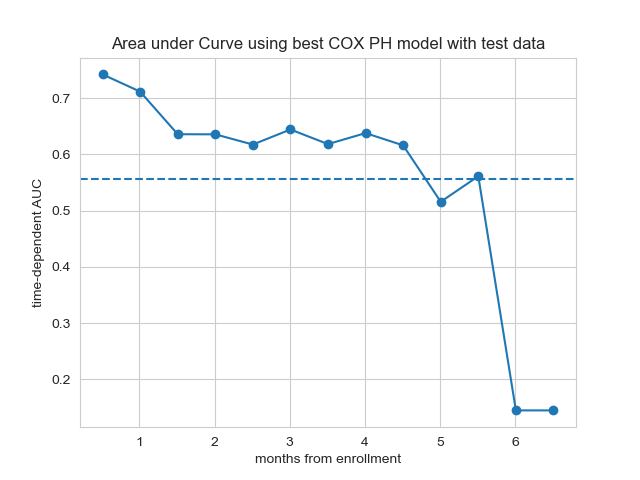 Area under Curve using best COX PH model with test data
time-dependent AUC
0.7
0.6
0.5
0.4
0.3
0.2
1 2 3 4 5 6
months from enrollment